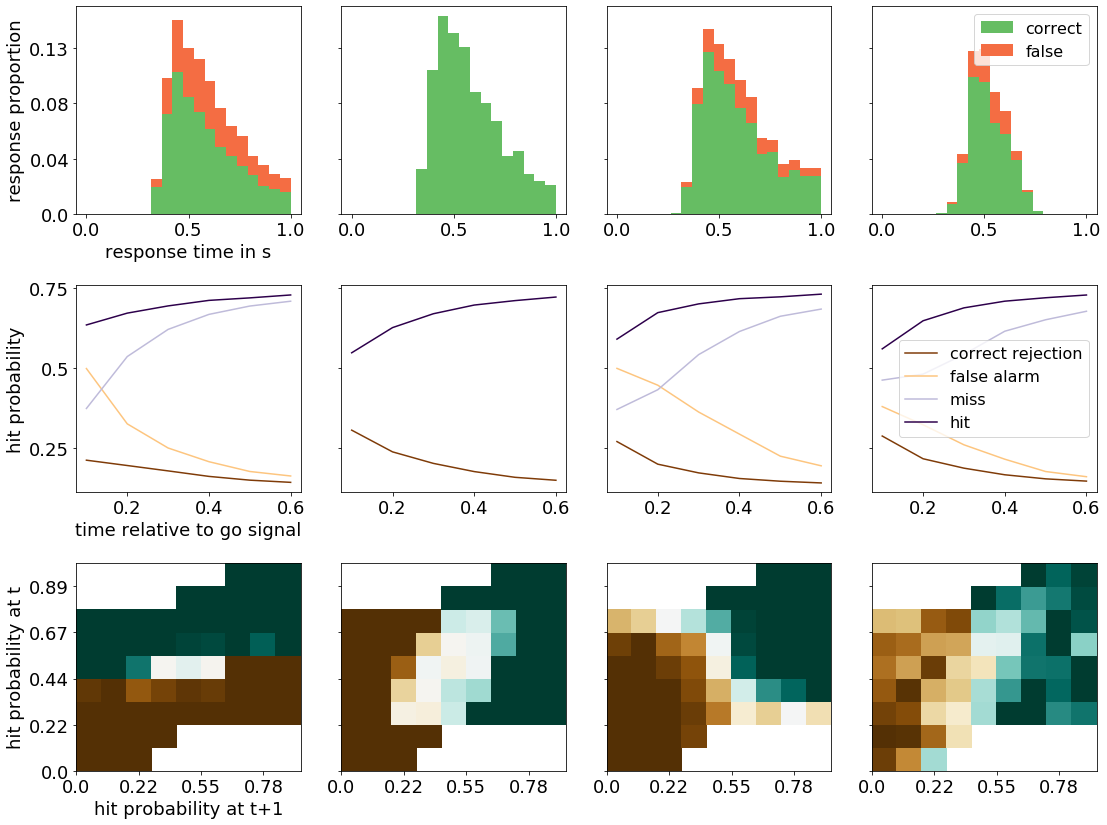 response proportion
0.13
0.08
0.04
0.0
correct
false
0.0 0.5 1.0
0.0 0.5 1.0
0.0 0.5 1.0
0.0 0.5 1.0
response time in s
hit probability
0.75
0.5
0.25
correct rejection
false alarm
miss
hit
0.2 0.4 0.6
0.2 0.4 0.6
0.2 0.4 0.6
0.2 0.4 0.6
time relative to go signal
hit probability at t
0.89
0.67
0.44
0.22
0.0
0.0 0.22 0.55 0.78
0.0 0.22 0.55 0.78
0.0 0.22 0.55 0.78
0.0 0.22 0.55 0.78
hit probability at t+1